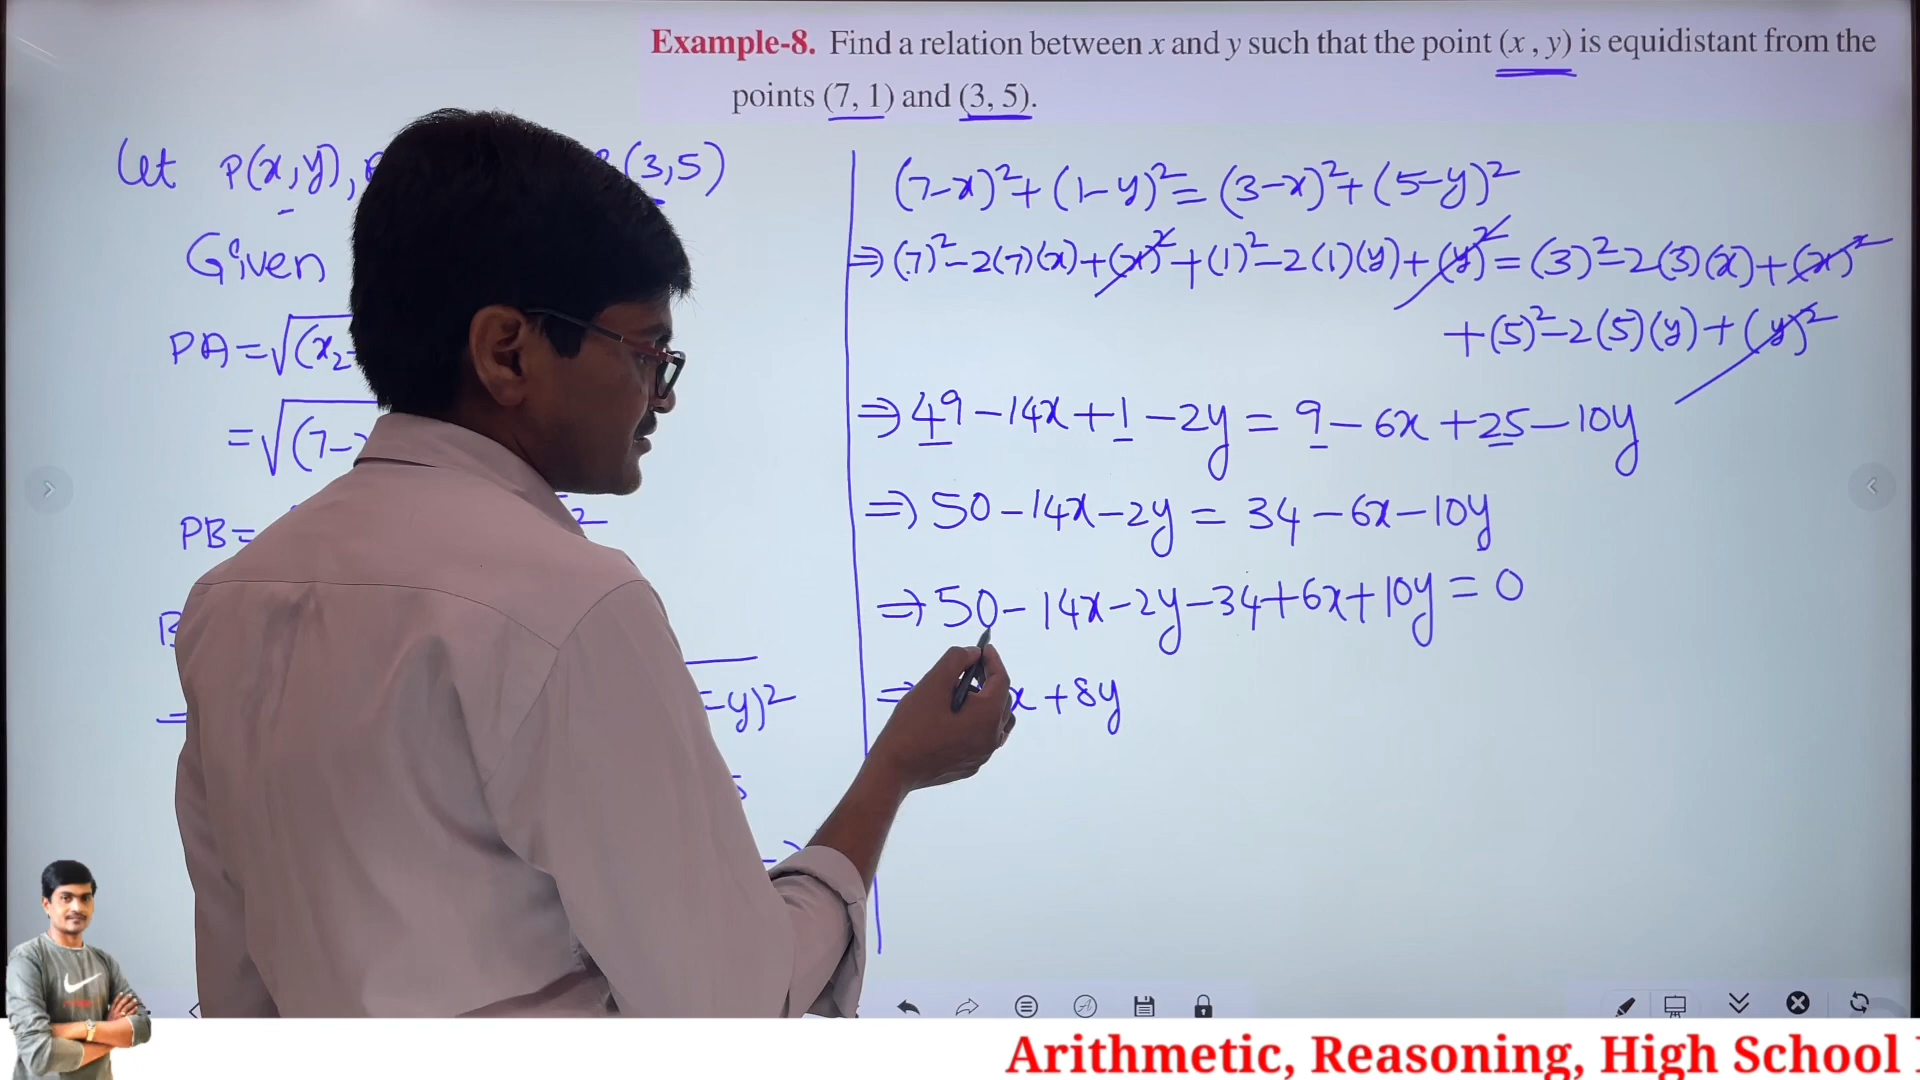 Example-8. Find a relation between x and y such that the point (x , y) is equidistant from the
points (7, 1) and (3, 5).
Let P(x,y), (3,5)
Given
PA=√(x₂
=√(7-
PB=
-y)²
(7-x)²+(1-y)²=(3-x)²+(5-y)²
⇒(7)²-2(7)(x)+(x)²+(1)²-2(1)(y)+(y)²=(3)²-2(3)(x)+(x)²
+(5)²-2(5)(y)+(y)²
⇒49-14x+1-2y=9-6x+25-10y
⇒50-14x-2y=34-6x-10y
⇒50-14x-2y-34+6x+10y=0
⇒ x+8y
Arithmetic, Reasoning, High School